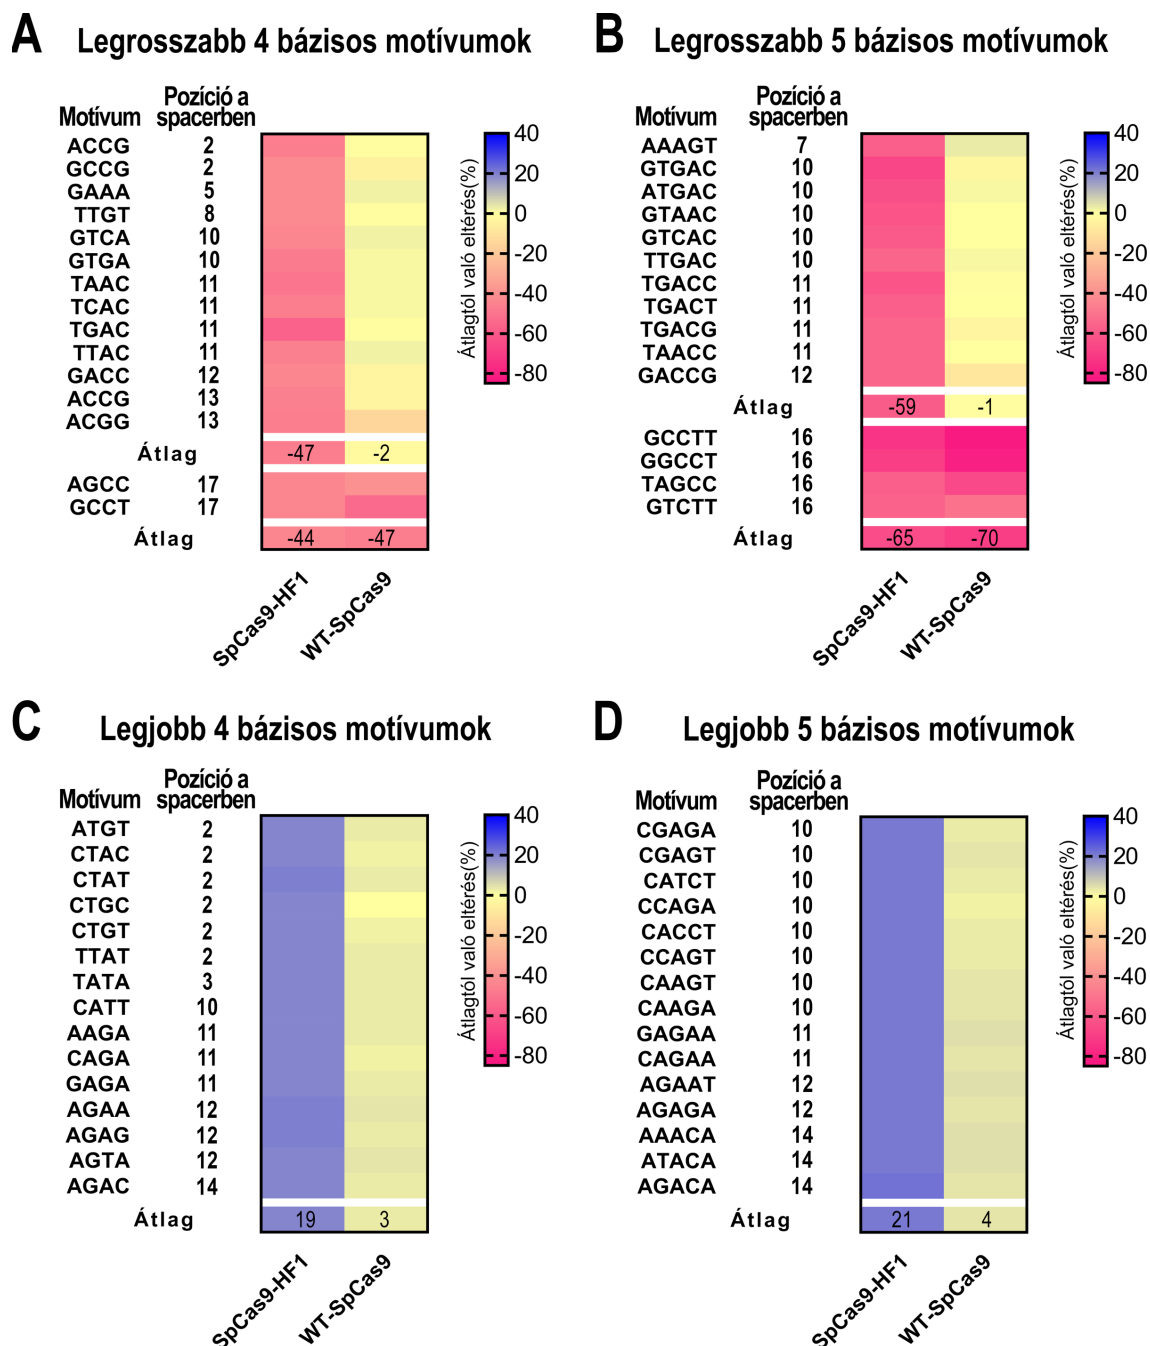 A Legrosszabb 4 bázisos motívumok
Motívum Pozíció a spacerben
ACCG 2
GCCG 2
GAAA 5
TTGT 8
GTCA 10
GTGA 10
TAAC 11
TCAC 11
TGAC 11
TTAC 11
GACC 12
ACCG 13
ACGG 13
Átlag -47 -2
AGCC 17
GCCT 17
Átlag -44 -47
SpCas9-HF1 WT-SpCas9
Átlagtól való eltérés(%)
40
20
0
-20
-40
-60
-80
B Legrosszabb 5 bázisos motívumok
Motívum Pozíció a spacerben
AAAGT 7
GTGAC 10
ATGAC 10
GTAAC 10
GTCAC 10
TTGAC 10
TGACC 11
TGACT 11
TGACG 11
TAACC 11
GACCG 12
Átlag -59 -1
GCCTT 16
GGCCT 16
TAGCC 16
GTCTT 16
Átlag -65 -70
SpCas9-HF1 WT-SpCas9
Átlagtól való eltérés(%)
40
20
0
-20
-40
-60
-80
C Legjobb 4 bázisos motívumok
Motívum Pozíció a spacerben
ATGT 2
CTAC 2
CTAT 2
CTGC 2
CTGT 2
TTAT 2
TATA 3
CATT 10
AAGA 11
CAGA 11
GAGA 11
AGAA 12
AGAG 12
AGTA 12
AGAC 14
Átlag 19 3
SpCas9-HF1 WT-SpCas9
Átlagtól való eltérés(%)
40
20
0
-20
-40
-60
-80
D Legjobb 5 bázisos motívumok
Motívum Pozíció a spacerben
CGAGA 10
CGAGT 10
CATCT 10
CCAGA 10
CACCT 10
CCAGT 10
CAAGT 10
CAAGA 10
GAGAA 11
CAGAA 11
AGAAT 12
AGAGA 12
AAACA 14
ATACA 14
AGACA 14
Átlag 21 4
SpCas9-HF1 WT-SpCas9
Átlagtól való eltérés(%)
40
20
0
-20
-40
-60
-80